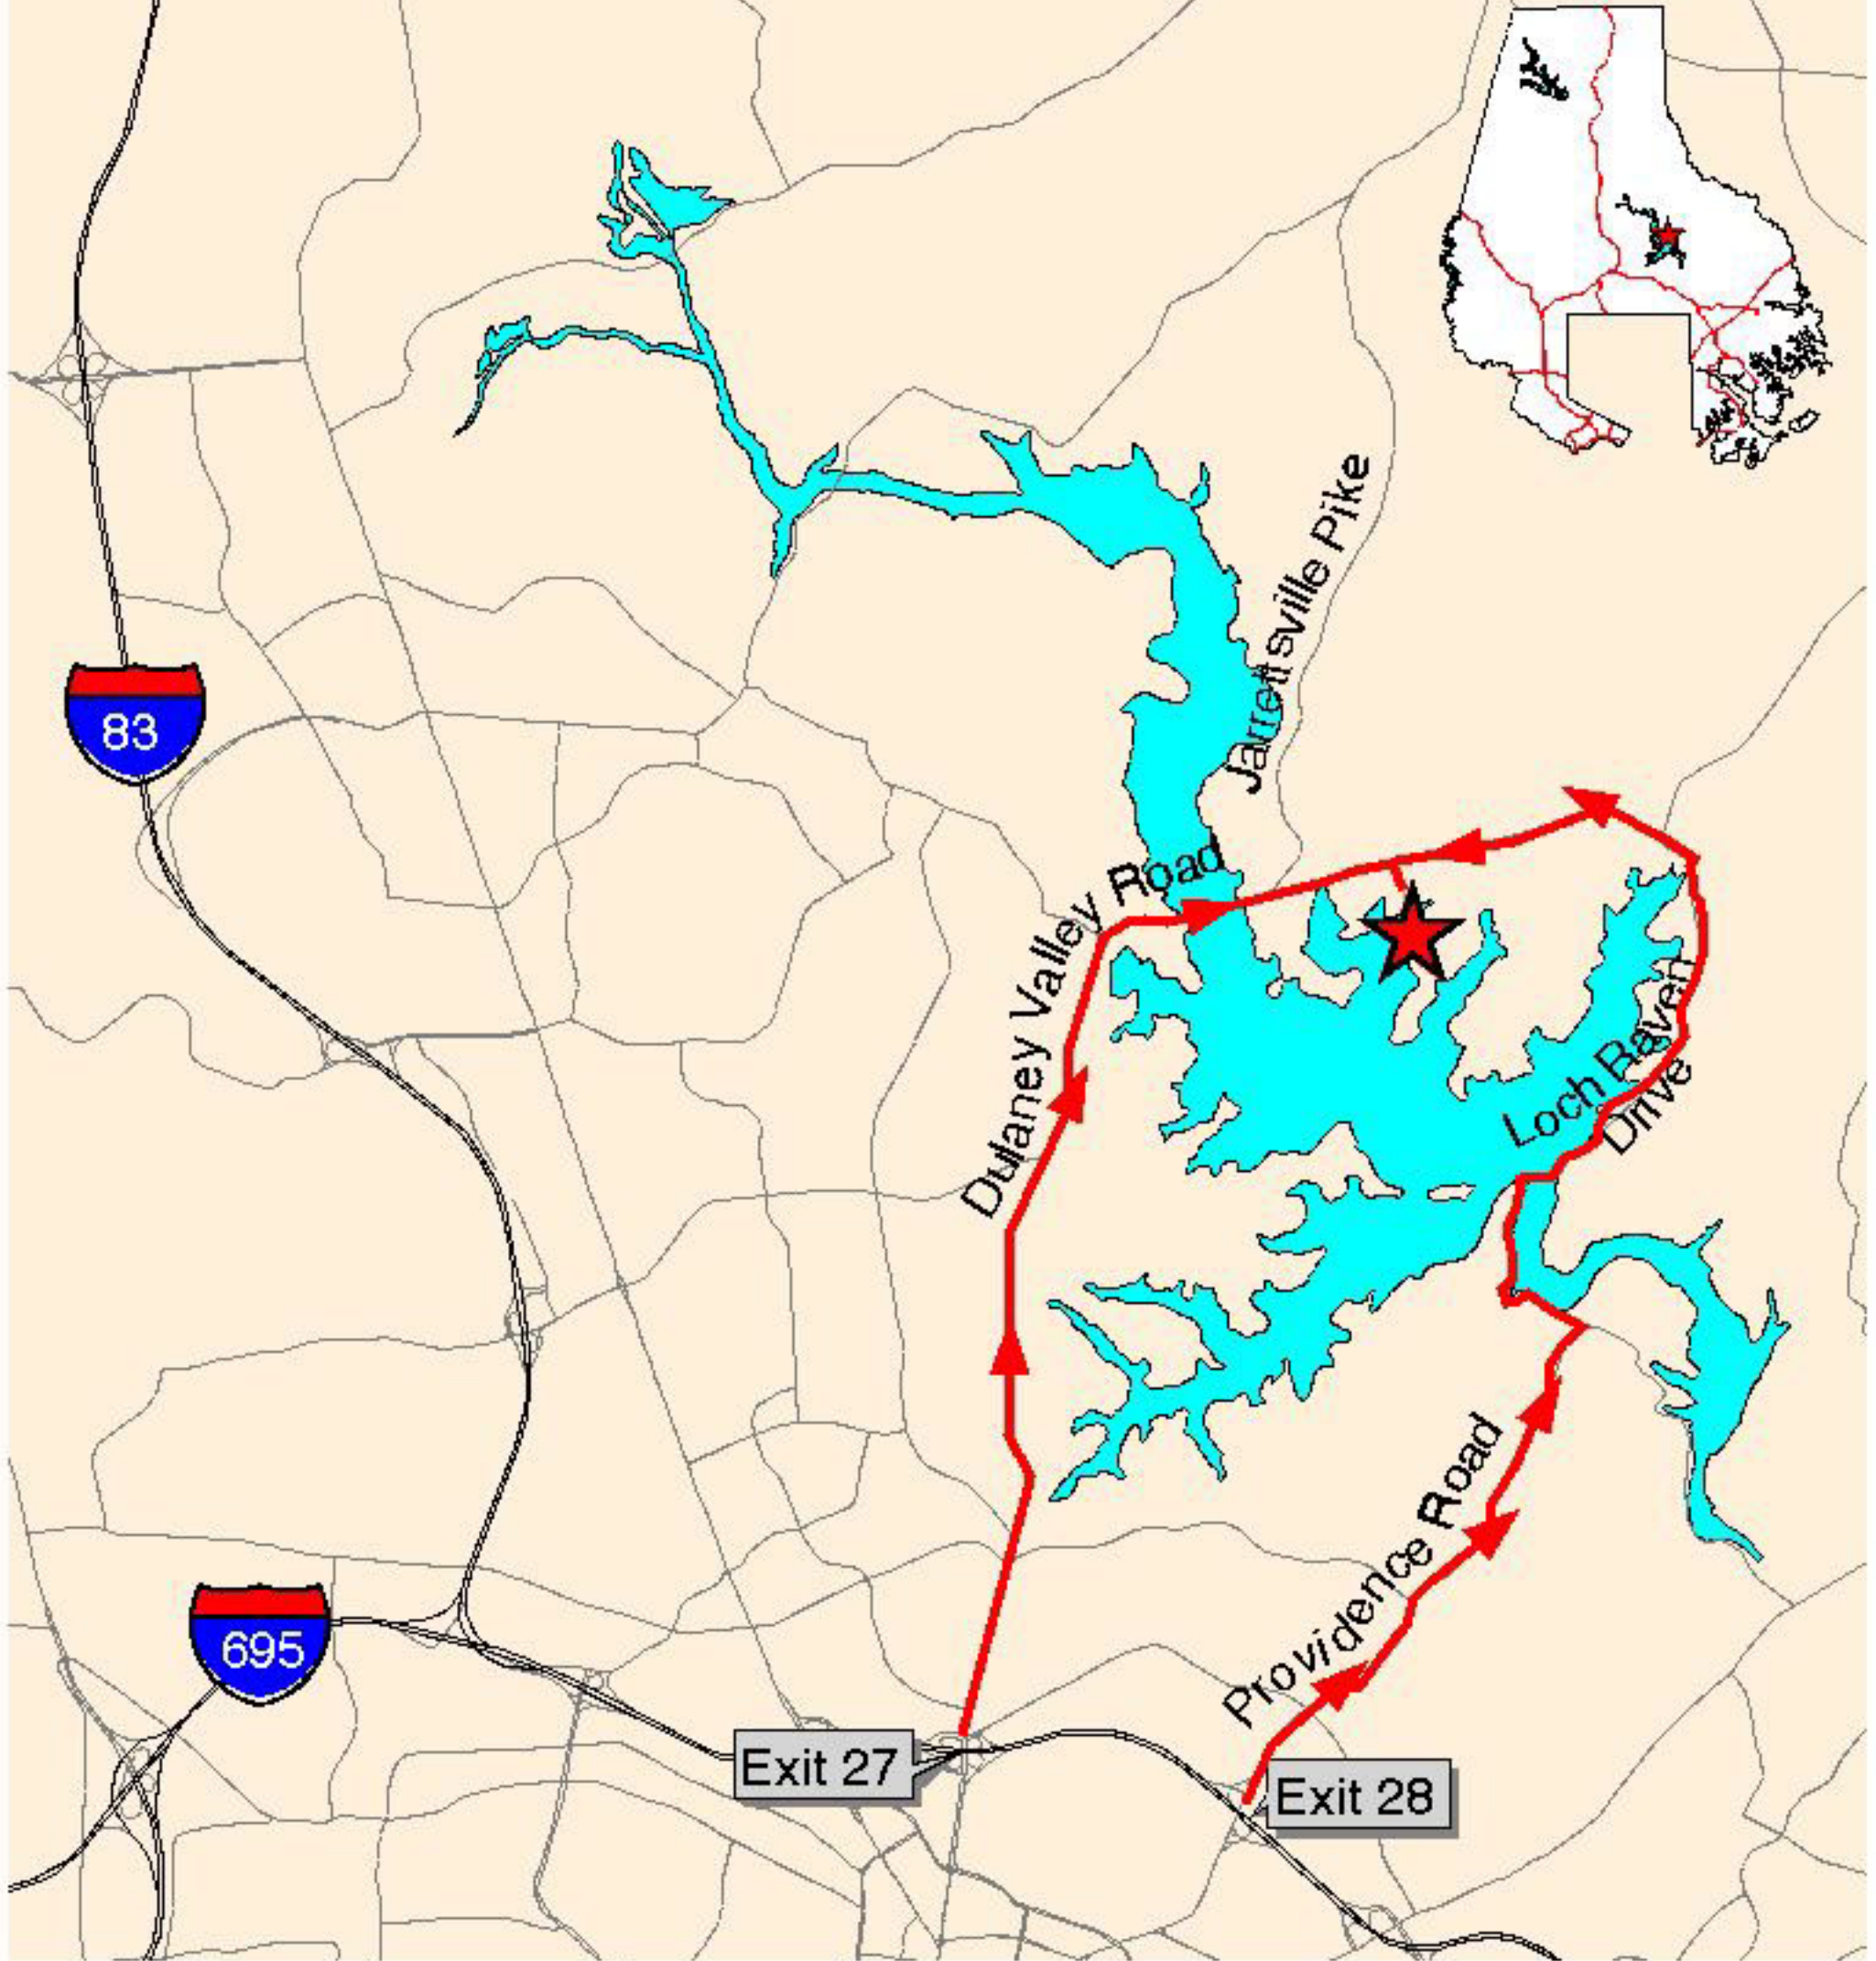 Jarrettsville Pike
83
Dulaney Valley Road
Loch Raven
Drive
Providence Road
695
Exit 27
Exit 28